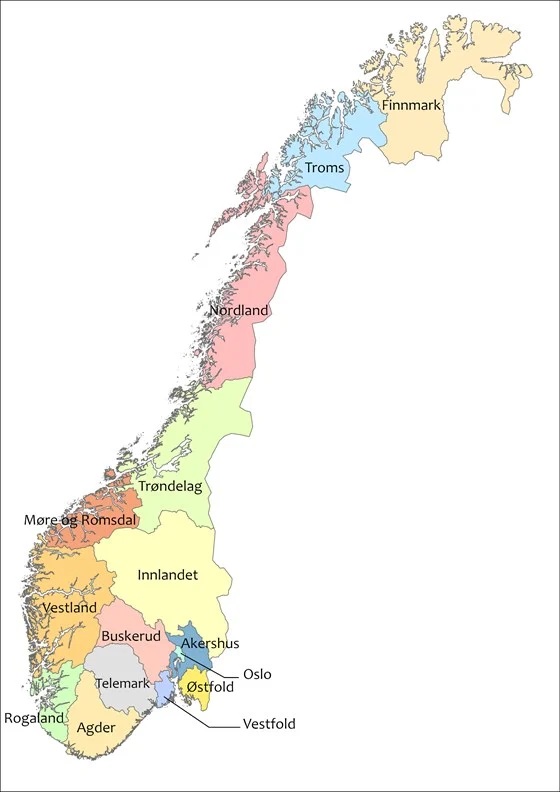 Finnmark
Troms
Nordland
Trøndelag
Møre og Romsdal
Innlandet
Vestland
Buskerud
Akershus
Oslo
Telemark
Østfold
Rogaland
Vestfold
Agder